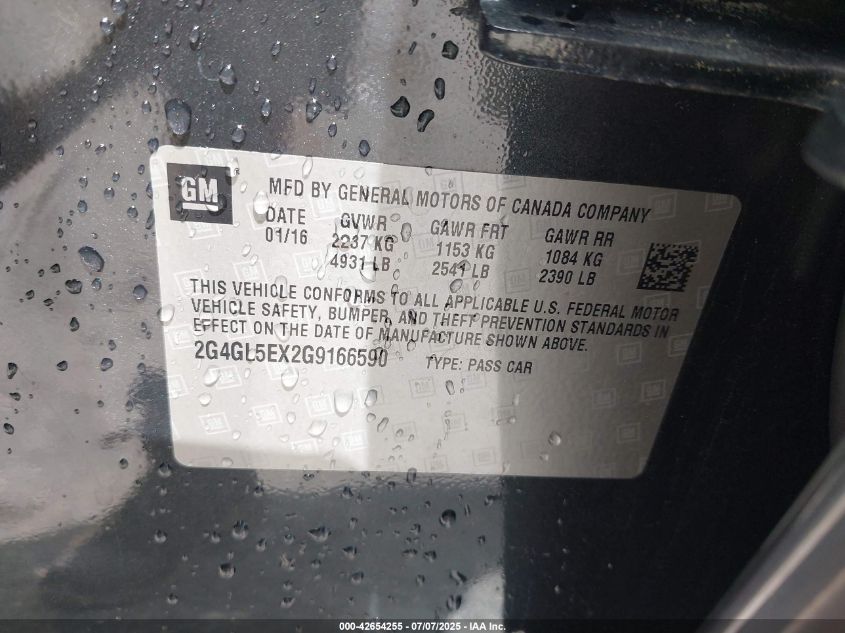 GM
MFD BY GENERAL MOTORS OF CANADA COMPANY
DATE GVWR GAWR FRT GAWR RR
01/16 2237 KG 1153 KG 1084 KG
4931 LB 2541 LB 2390 LB
THIS VEHICLE CONFORMS TO ALL APPLICABLE U.S. FEDERAL MOTOR
VEHICLE SAFETY, BUMPER, AND THEFT PREVENTION STANDARDS IN
EFFECT ON THE DATE OF MANUFACTURE SHOWN ABOVE.
2G4GL5EX2G9166590 TYPE: PASS CAR
000-42654255 - 07/07/2025 - IAA Inc.